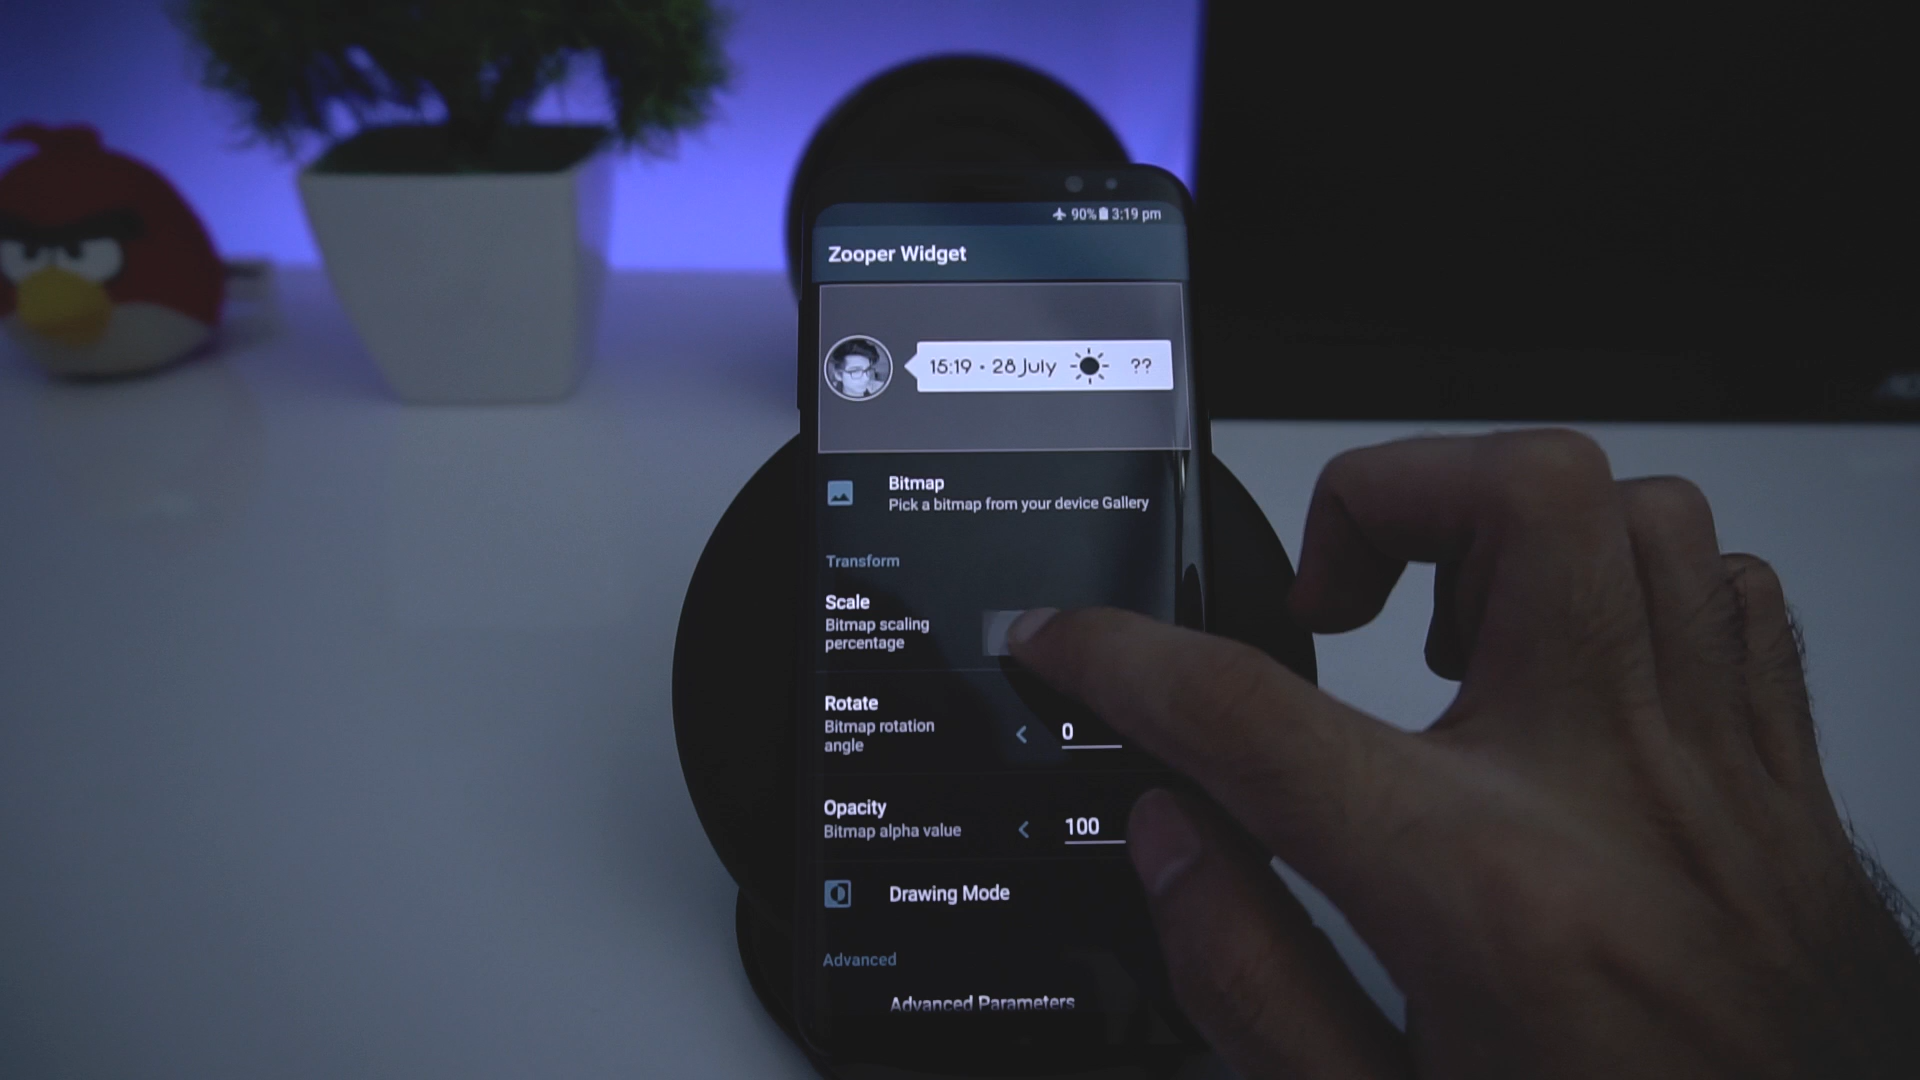 90% 3:19 pm
Zooper Widget
15:19 • 28 July ??
Bitmap
Pick a bitmap from your device Gallery
Transform
Scale
Bitmap scaling
percentage
Rotate
Bitmap rotation
angle
0
Opacity
Bitmap alpha value
100
Drawing Mode
Advanced
Advanced Parameters